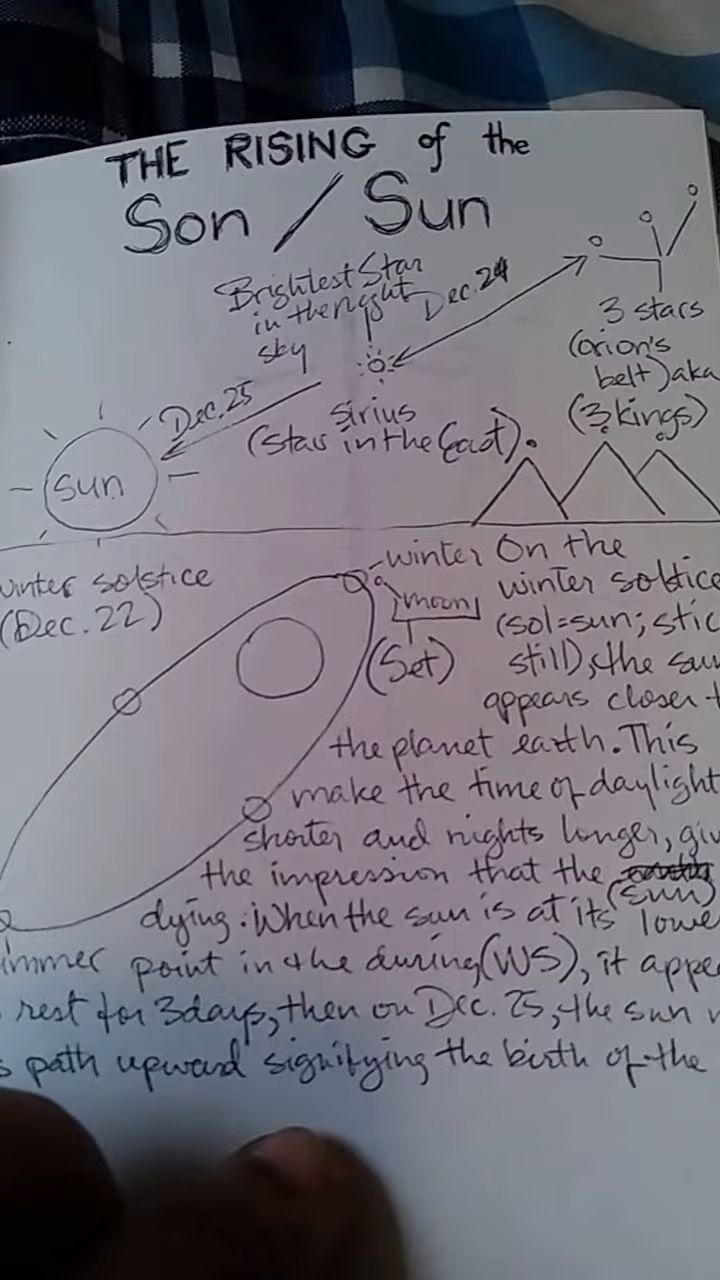 THE RISING of the
Son / Sun
Brightest Star
in the night
sky
Dec. 24
3 stars
(orion's
belt) aka
(3 kings)
Dec. 25
sirius
(star in the East)
sun
winter solstice
(Dec. 22)
winter
moon
(Set)
On the
winter soltice
(sol=sun; stic
still), the sun
appears closer t
the planet earth. This
make the time of daylight
shorter and nights longer, giv
the impression that the
(sun)
dying. When the sun is at its lowe
ummer
point in the during (WS), it appea
rest for 3 days, then on Dec. 25, the sun
s path upward signifying the birth of the